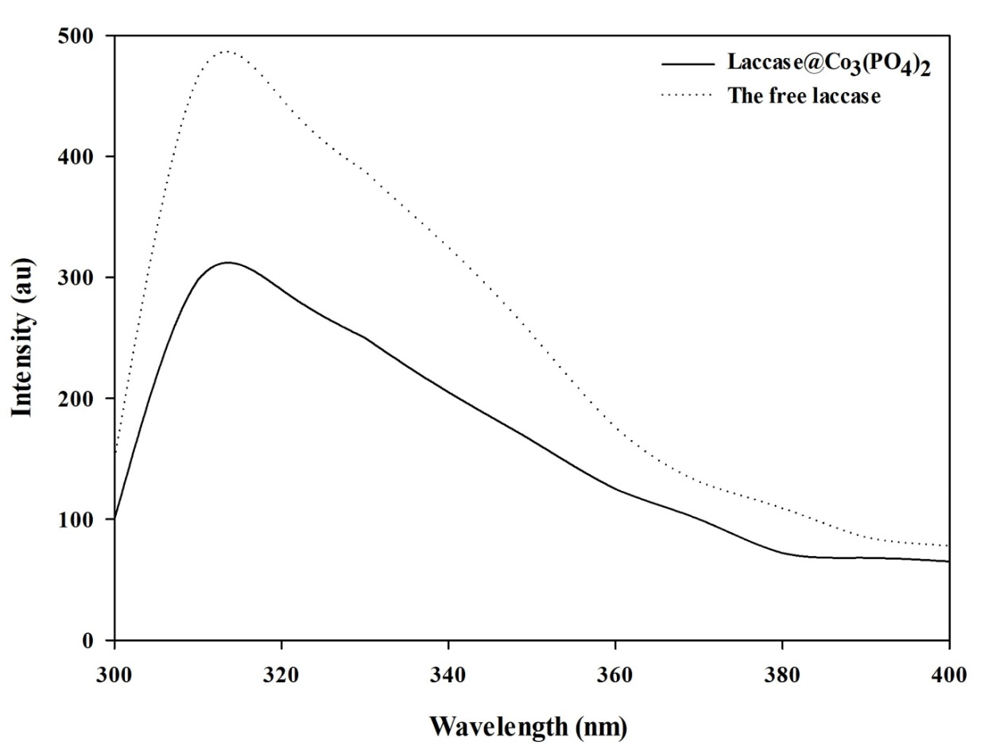 500
400
300
200
100
0
Intensity (au)
Laccase@Co3(PO4)2
The free laccase
300 320 340 360 380 400
Wavelength (nm)